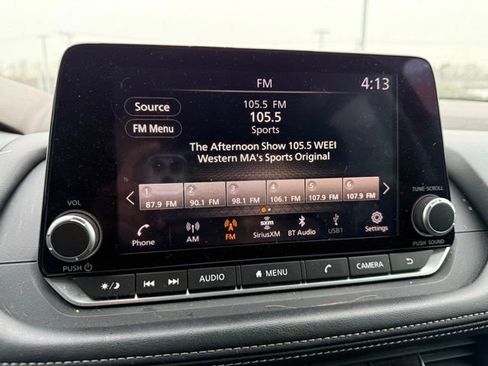 FM
4:13
Source
105.5 FM
105.5
FM Menu
Sports
The Afternoon Show 105.5 WEEI
Western MA's Sports Original
VOL
TUNE·SCROLL
1 2 3 4 5 6
87.9 FM 90.1 FM 98.1 FM 106.1 FM 107.9 FM 107.9 FM
Phone
AM
FM
sxm
SiriusXM
BT Audio
USB1
Settings
PUSH
PUSH SOUND
AUDIO
MENU
CAMERA